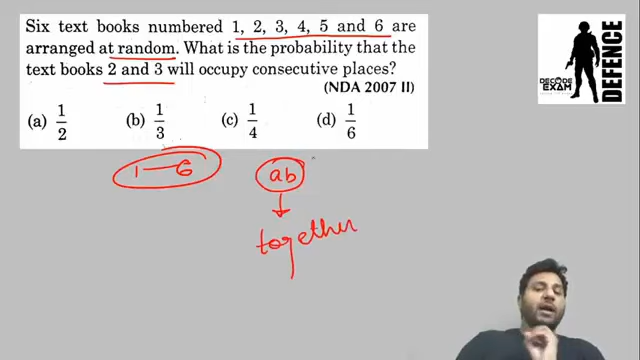 Six text books numbered 1, 2, 3, 4, 5 and 6 are
arranged at random. What is the probability that the
text books 2 and 3 will occupy consecutive places?
(NDA 2007 II)
(a) 1/2 (b) 1/3 (c) 1/4 (d) 1/6
1 — 6 ab
together
DECODE
EXAM
DEFENCE